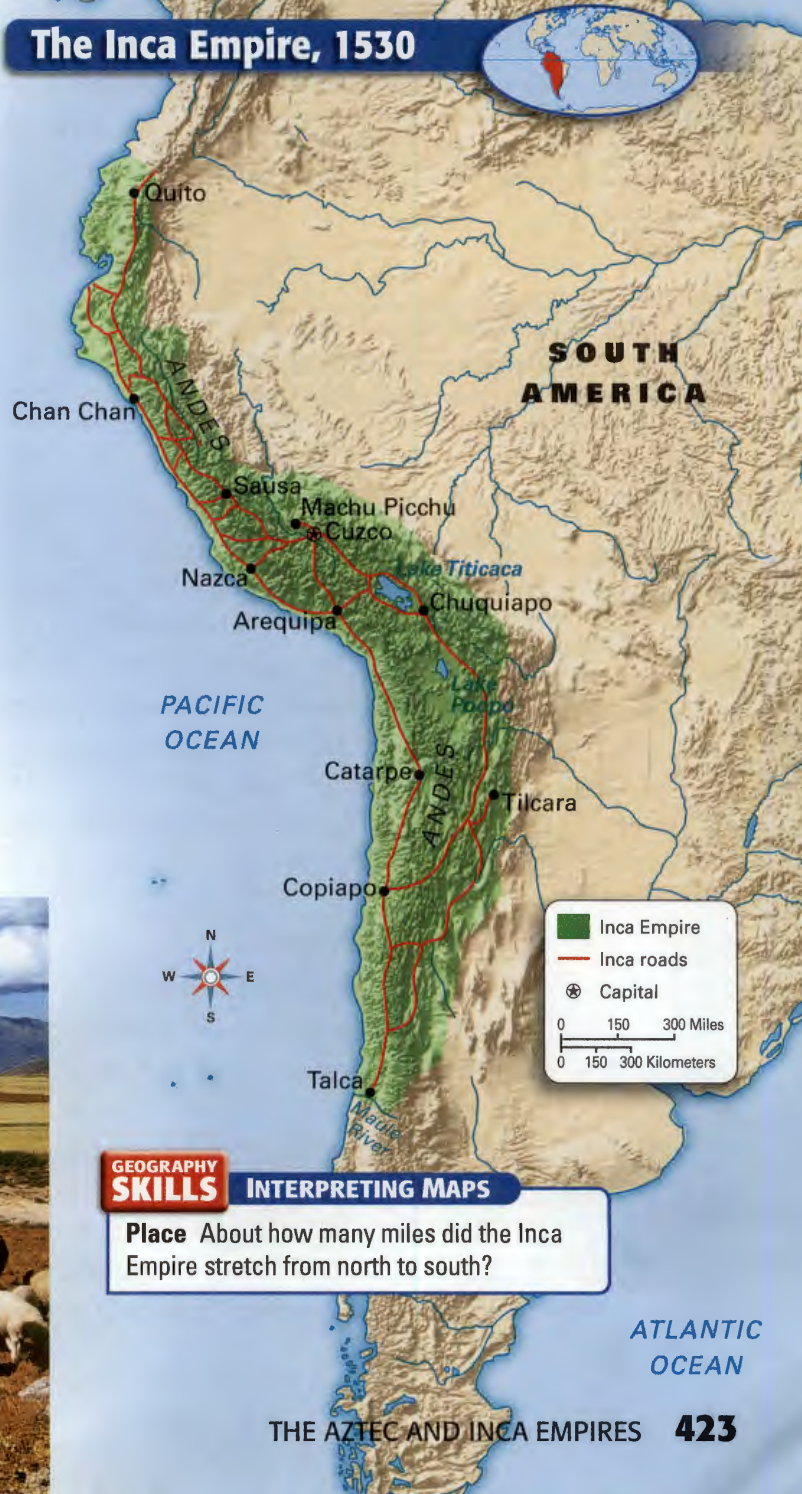 The Inca Empire, 1530
Quito
SOUTH
AMERICA
ANDES
Chan Chan
Sausa
Machu Picchu
Cuzco
Lake Titicaca
Nazca
Chuquiapo
Arequipa
Lake
Poopo
PACIFIC
OCEAN
ANDES
Catarpe
Tilcara
Copiapo
N
W E
S
Inca Empire
Inca roads
Capital
0 150 300 Miles
0 150 300 Kilometers
Talca
Maule
River
GEOGRAPHY
SKILLS INTERPRETING MAPS
Place About how many miles did the Inca
Empire stretch from north to south?
ATLANTIC
OCEAN
THE AZTEC AND INCA EMPIRES 423